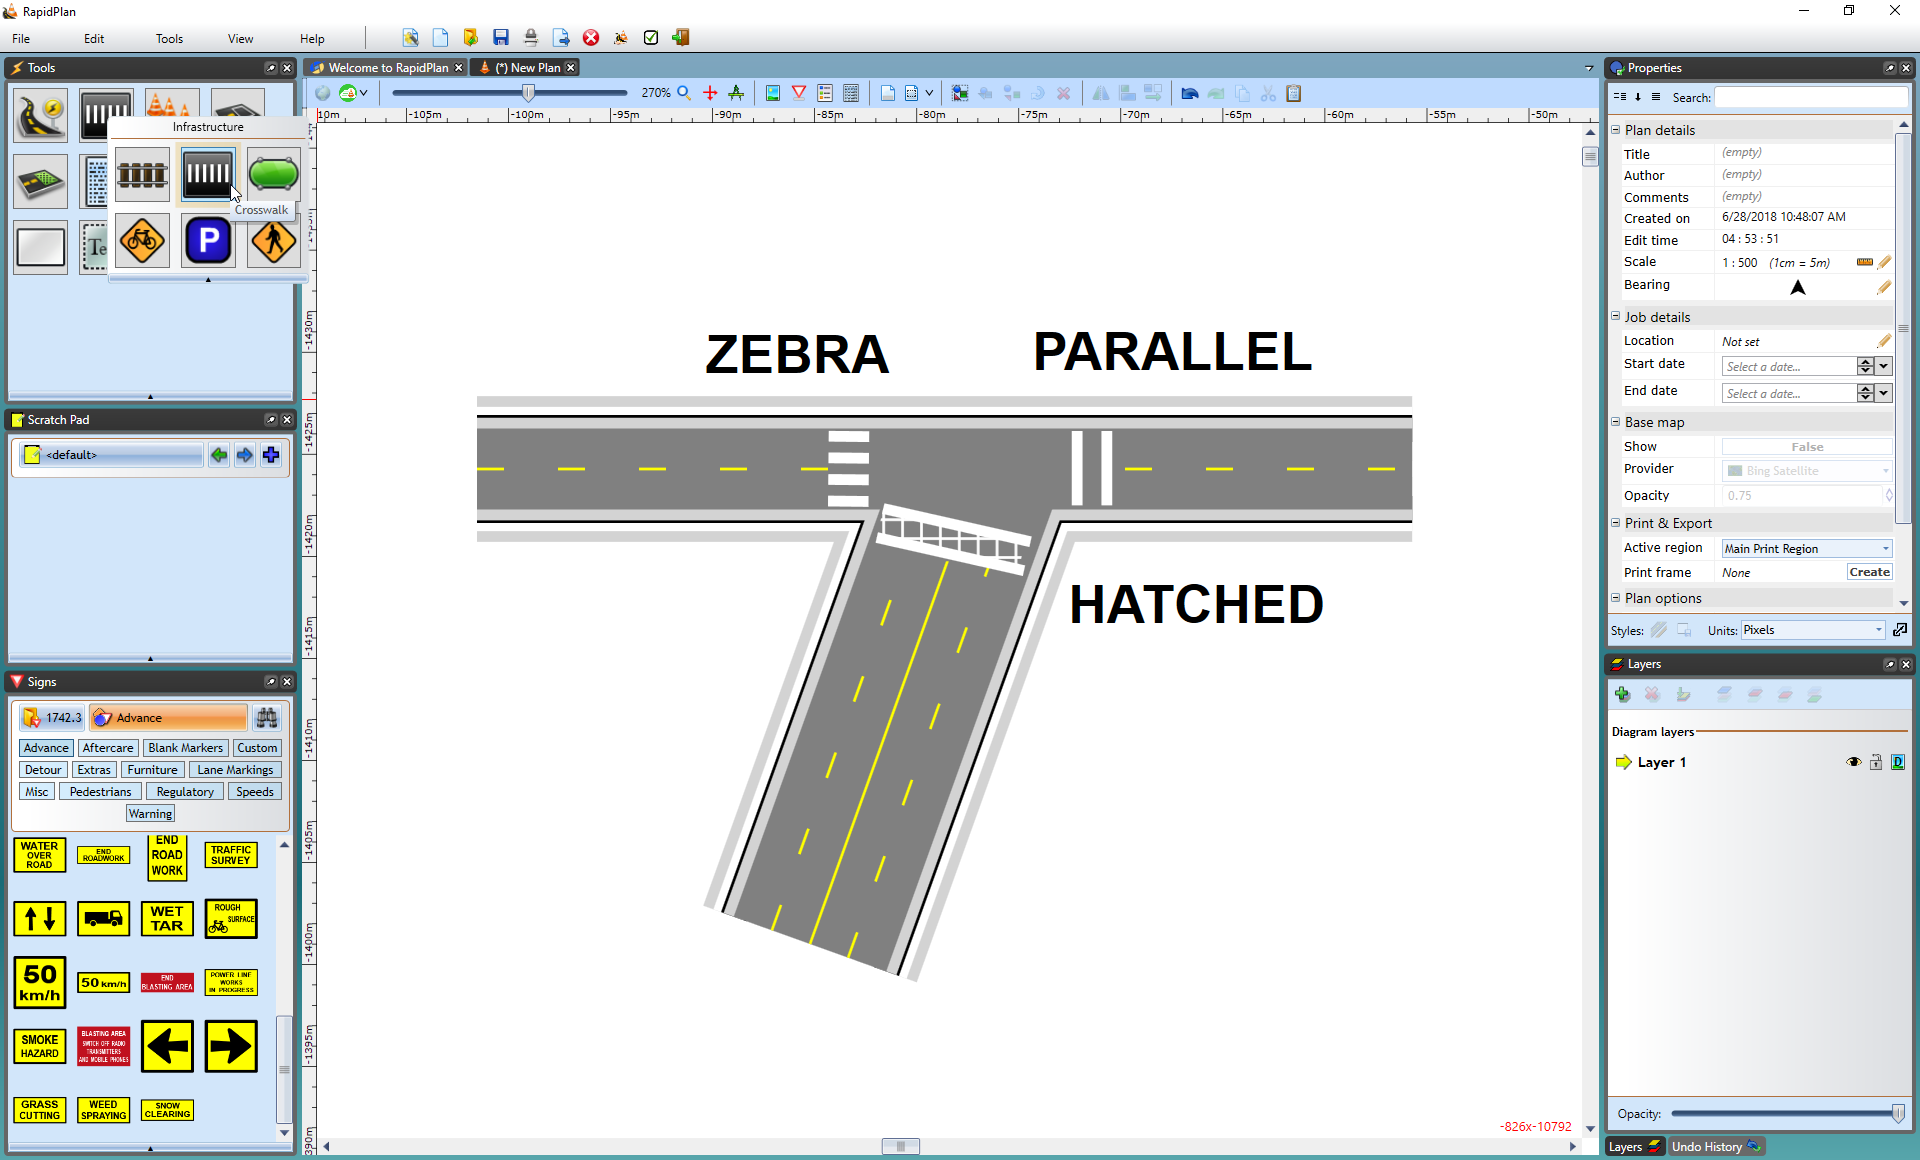 RapidPlan
File Edit Tools View Help
Tools
Infrastructure
Crosswalk
P
Te
Scratch Pad
<default>
Signs
1742.3 Advance
Advance Aftercare Blank Markers Custom
Detour Extras Furniture Lane Markings
Misc Pedestrians Regulatory Speeds
Warning
WATER
OVER
ROAD
END
ROADWORK
END
ROAD
WORK
TRAFFIC
SURVEY
WET
TAR
ROUGH
SURFACE
50
km/h
50 km/h
END
BLASTING AREA
POWER LINE
WORKS
IN PROGRESS
SMOKE
HAZARD
BLASTING AREA
SWITCH OFF RADIO
TRANSMITTERS
AND MOBILE PHONES
GRASS
CUTTING
WEED
SPRAYING
SNOW
CLEARING
Welcome to RapidPlan (*) New Plan
270%
10m -105m -100m -95m -90m -85m -80m -75m -70m -65m -60m -55m -50m
-1430m
-1425m
-1420m
-1415m
-1410m
-1405m
-1400m
-1395m
390m
ZEBRA PARALLEL
HATCHED
-826x-10792
Properties
Search:
Plan details
Title (empty)
Author (empty)
Comments (empty)
Created on 6/28/2018 10:48:07 AM
Edit time 04 : 53 : 51
Scale 1 : 500 (1cm = 5m)
Bearing
Job details
Location Not set
Start date Select a date...
End date Select a date...
Base map
Show False
Provider Bing Satellite
Opacity 0.75
Print & Export
Active region Main Print Region
Print frame None Create
Plan options
Styles: Units: Pixels
Layers
Diagram layers
Layer 1 D
Opacity:
Layers Undo History